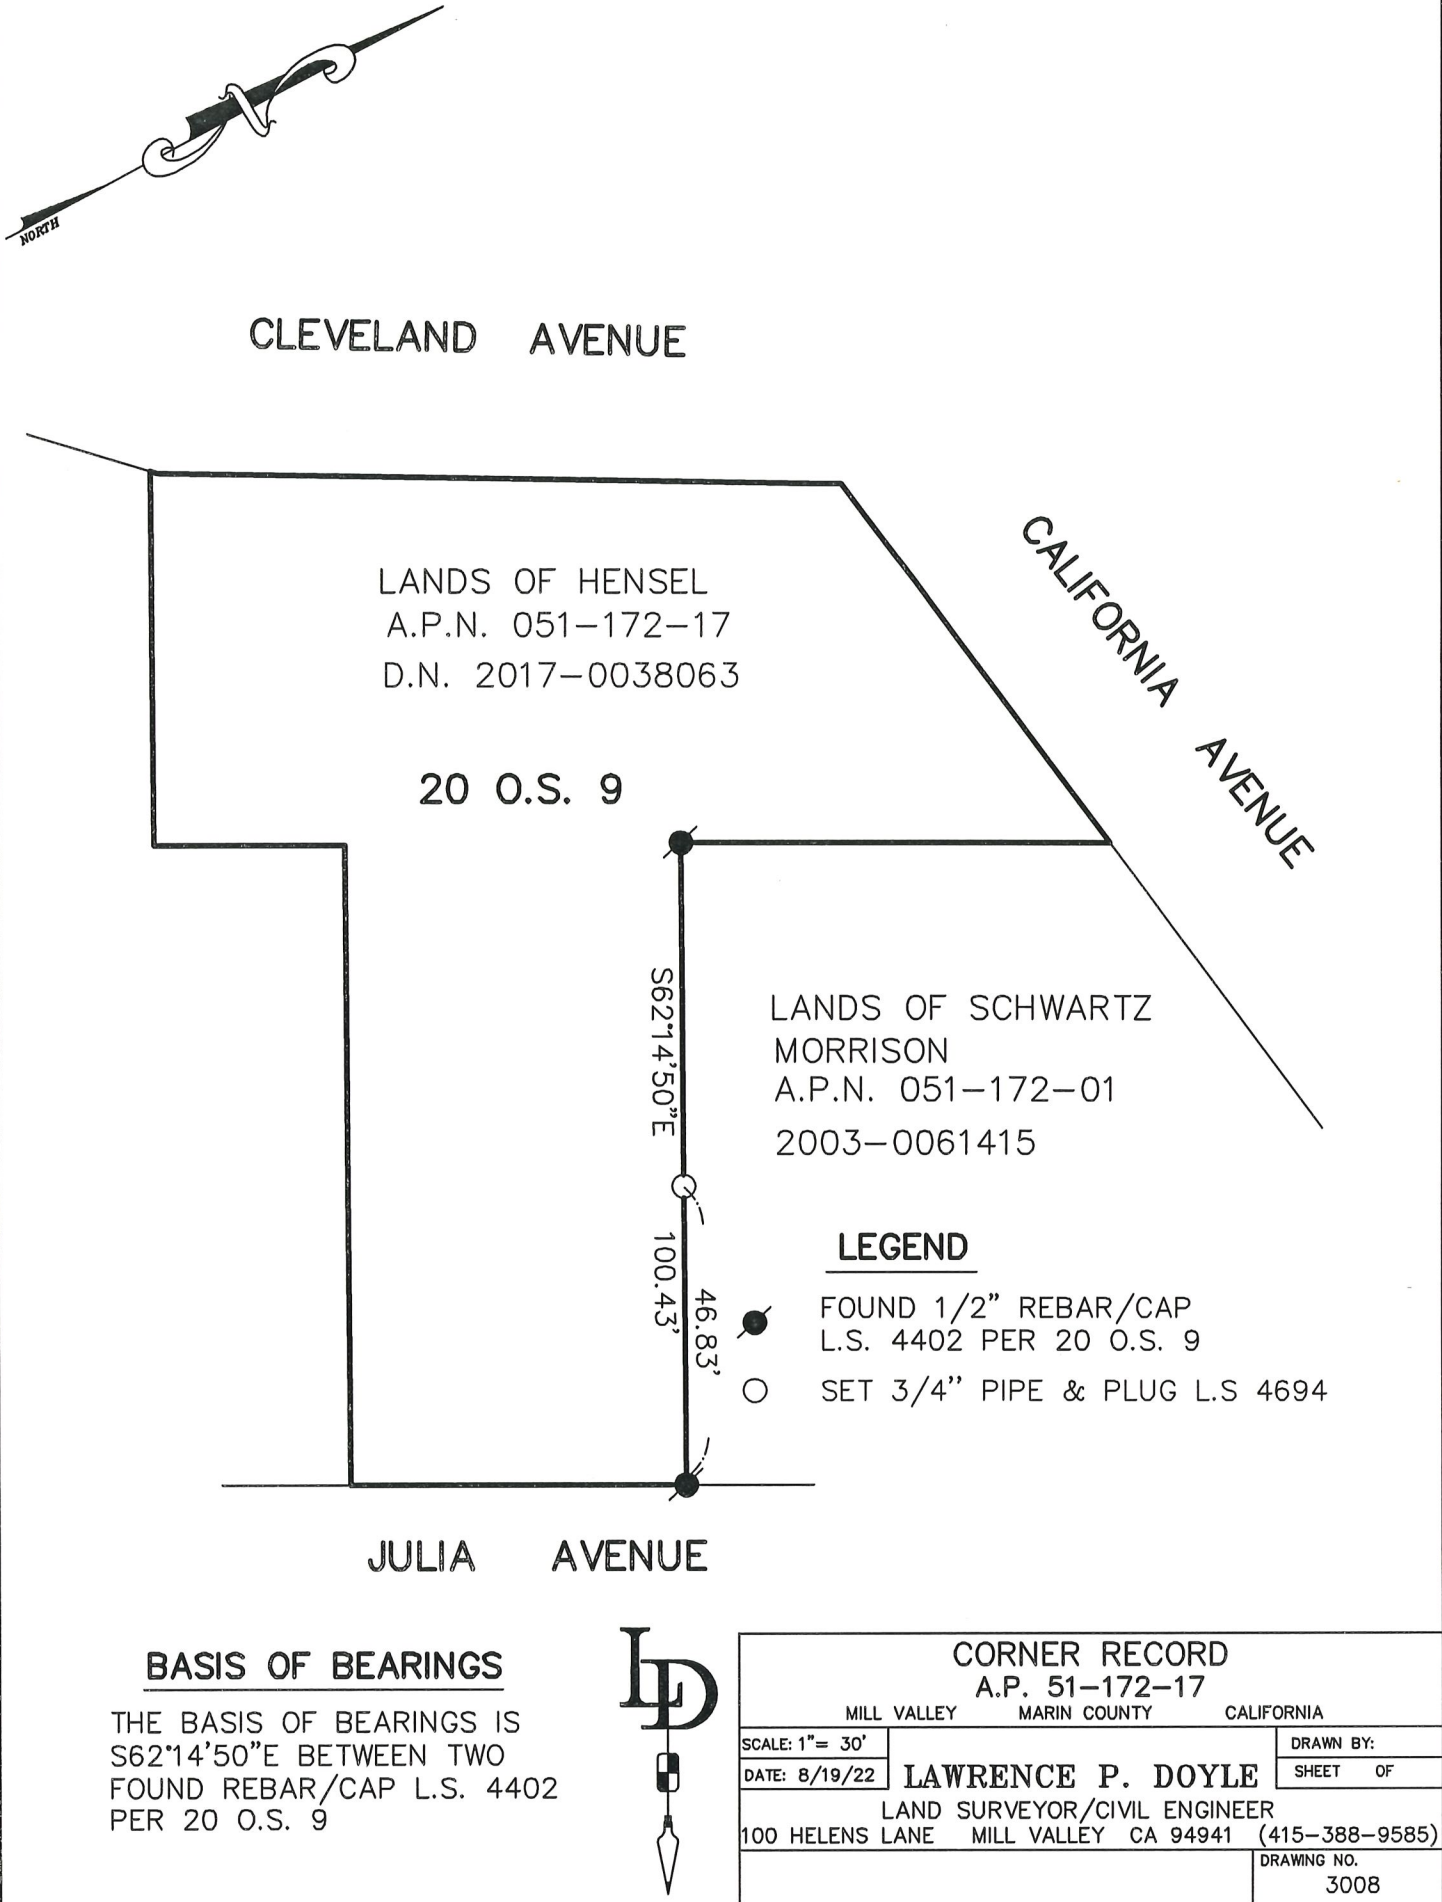 N
NORTH
CLEVELAND AVENUE
CALIFORNIA AVENUE
LANDS OF HENSEL
A.P.N. 051-172-17
D.N. 2017-0038063
20 O.S. 9
S62°14'50"E
100.43'
46.83'
LANDS OF SCHWARTZ
MORRISON
A.P.N. 051-172-01
2003-0061415
LEGEND
FOUND 1/2" REBAR/CAP
L.S. 4402 PER 20 O.S. 9
SET 3/4" PIPE & PLUG L.S 4694
JULIA AVENUE
BASIS OF BEARINGS
THE BASIS OF BEARINGS IS
S62°14'50"E BETWEEN TWO
FOUND REBAR/CAP L.S. 4402
PER 20 O.S. 9
LD
CORNER RECORD
A.P. 51-172-17
MILL VALLEY MARIN COUNTY CALIFORNIA
SCALE: 1"= 30'
DATE: 8/19/22
LAWRENCE P. DOYLE
DRAWN BY:
SHEET OF
LAND SURVEYOR/CIVIL ENGINEER
100 HELENS LANE MILL VALLEY CA 94941 (415-388-9585)
DRAWING NO.
3008